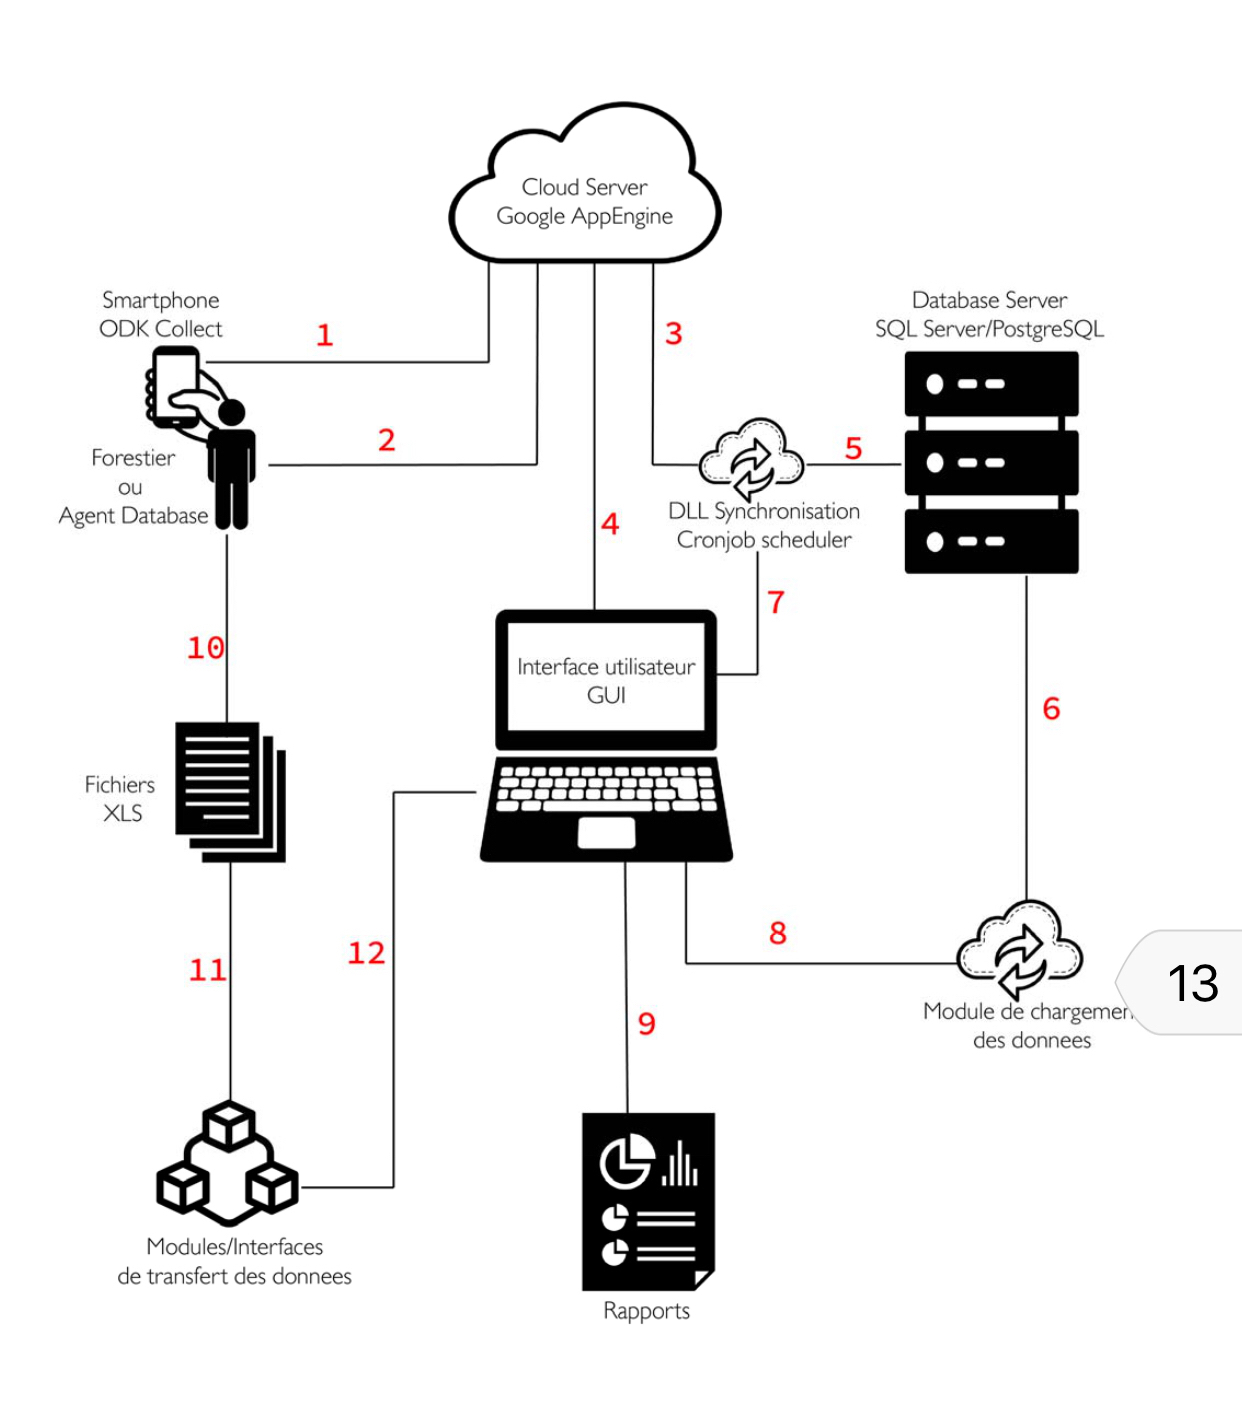 Cloud Server
Google AppEngine
Smartphone
ODK Collect
1
3
Database Server
SQL Server/PostgreSQL
2
5
Forestier
ou
Agent Database
4
DLL Synchronisation
Cronjob scheduler
7
10
Interface utilisateur
GUI
6
Fichiers
XLS
12
11
8
13
Module de chargemen
des donnees
9
Modules/Interfaces
de transfert des donnees
Rapports